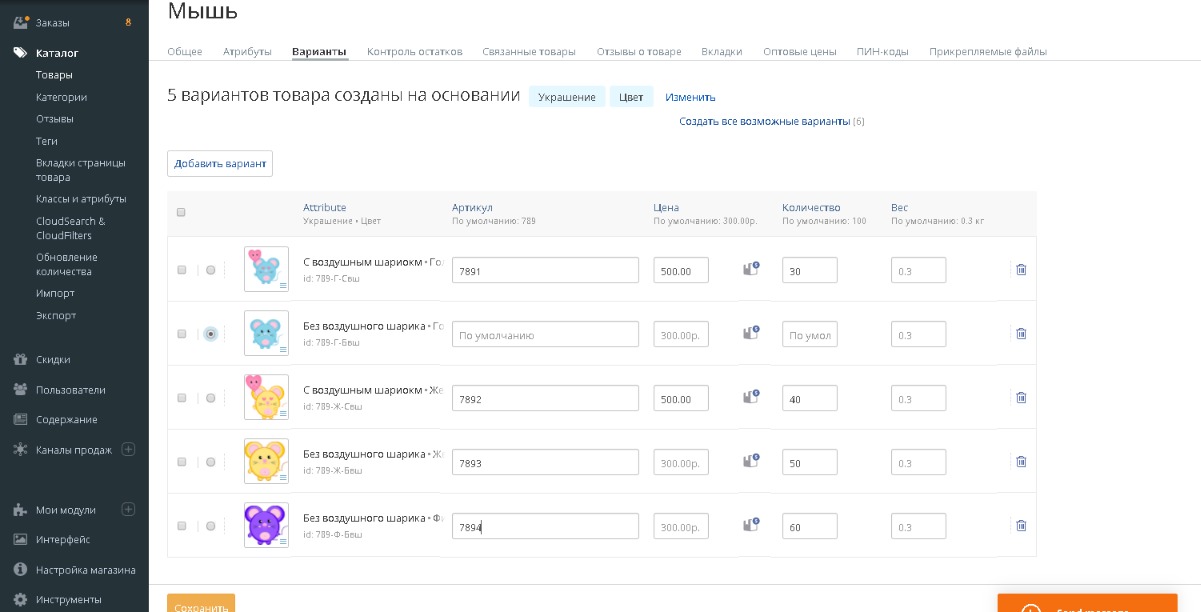 Мышь
Заказы 8
Каталог
Товары
Категории
Отзывы
Теги
Вкладки страницы
товара
Классы и атрибуты
CloudSearch &
CloudFilters
Обновление
количества
Импорт
Экспорт
Скидки
Пользователи
Содержание
Каналы продаж
Мои модули
Интерфейс
Настройка магазина
Инструменты
Общее Атрибуты Варианты Контроль остатков Связанные товары Отзывы о товаре Вкладки Оптовые цены ПИН-коды Прикрепляемые файлы
5 вариантов товара созданы на основании Украшение Цвет Изменить
Создать все возможные варианты (6)
Добавить вариант
Attribute Артикул Цена Количество Вес
Украшение • Цвет По умолчанию: 789 По умолчанию: 300.00р. По умолчанию: 100 По умолчанию: 0.3 кг
С воздушным шариокм • Гол 7891 500.00 30 0.3
id: 789-Г-Свш
Без воздушного шарика • Го По умолчанию 300.00р. По умол 0.3
id: 789-Г-Бвш
С воздушным шариокм • Же 7892 500.00 40 0.3
id: 789-Ж-Свш
Без воздушного шарика • Же 7893 300.00р. 50 0.3
id: 789-Ж-Бвш
Без воздушного шарика • Фи 7894 300.00р. 60 0.3
id: 789-Ф-Бвш
Сохранить
Send message